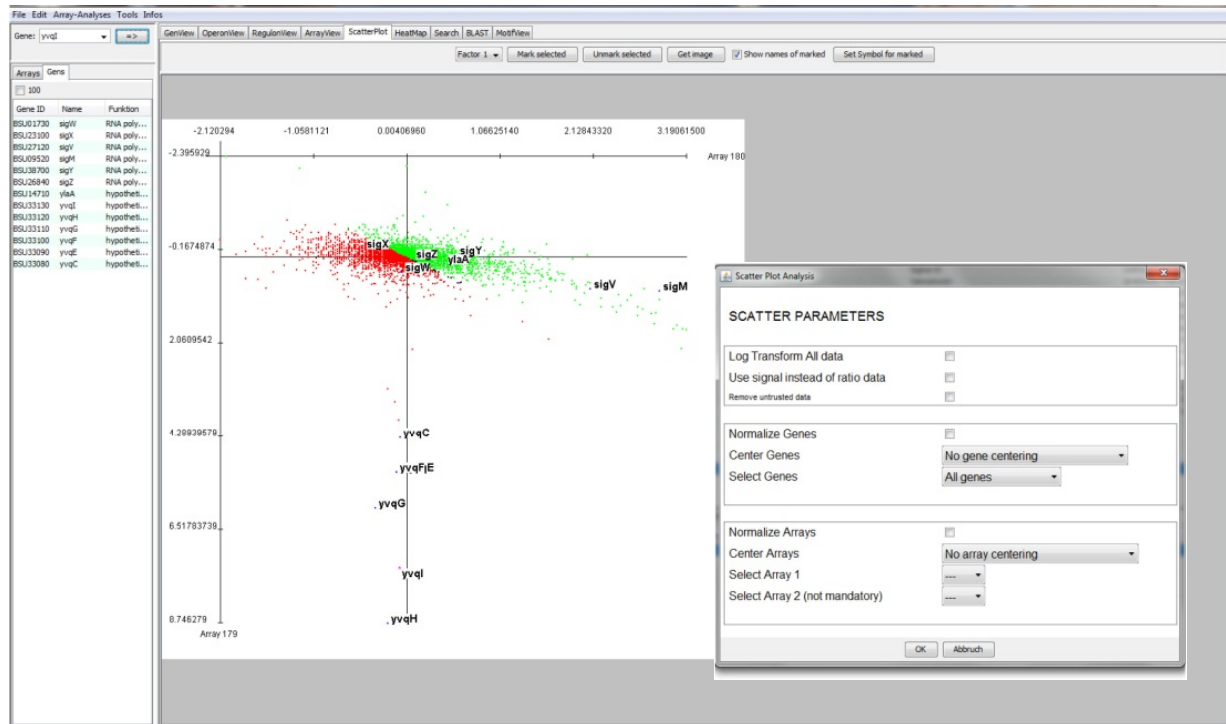 File Edit Array-Analyses Tools Infos
Gene: yvqI =>
GenView OperonView RegulonView ArrayView ScatterPlot HeatMap Search BLAST MotifView
Factor 1 Mark selected Unmark selected Get image Show names of marked Set Symbol for marked
Arrays Gens
100
Gene ID Name Funktion
BSU01730 sigW RNA poly...
BSU23100 sigX RNA poly...
BSU27120 sigV RNA poly...
BSU09520 sigM RNA poly...
BSU38700 sigY RNA poly...
BSU26840 sigZ RNA poly...
BSU14710 ylaA hypotheti...
BSU33130 yvqI hypotheti...
BSU33120 yvqH hypotheti...
BSU33110 yvqG hypotheti...
BSU33100 yvqF hypotheti...
BSU33090 yvqE hypotheti...
BSU33080 yvqC hypotheti...
-2.120294 -1.0581121 0.00406960 1.06625140 2.12843320 3.19061500
-2.395929
Array 180
-0.1674874
sigX
sigZ
sigY
ylaA
sigW
sigV
sigM
2.0609542
4.28939679
yvqC
yvqF
E
yvqG
6.51783739
yvqI
8.746279
yvqH
Array 179
Scatter Plot Analysis
SCATTER PARAMETERS
Log Transform All data
Use signal instead of ratio data
Remove untrusted data
Normalize Genes
Center Genes No gene centering
Select Genes All genes
Normalize Arrays
Center Arrays No array centering
Select Array 1 ---
Select Array 2 (not mandatory) ---
OK Abbruch